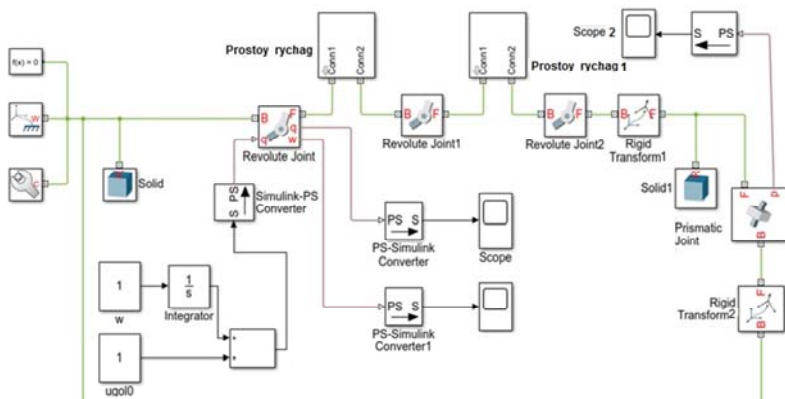 Scope 2
S PS
Prostoy rychag
f(x) = 0
Conn1
Conn2
Conn1
Conn2
Prostoy rychag 1
W
B F
q q
w
Revolute Joint
B F
Revolute Joint1
B F
Revolute Joint2
B F
Rigid
Transform1
C
Solid
R
Solid1
Prismatic
Joint
F P
B
S PS
Simulink-PS
Converter
PS S
PS-Simulink
Converter
Scope
1
w
1
s
Integrator
PS S
PS-Simulink
Converter1
F
B
Rigid
Transform2
1
ugol0
+
+